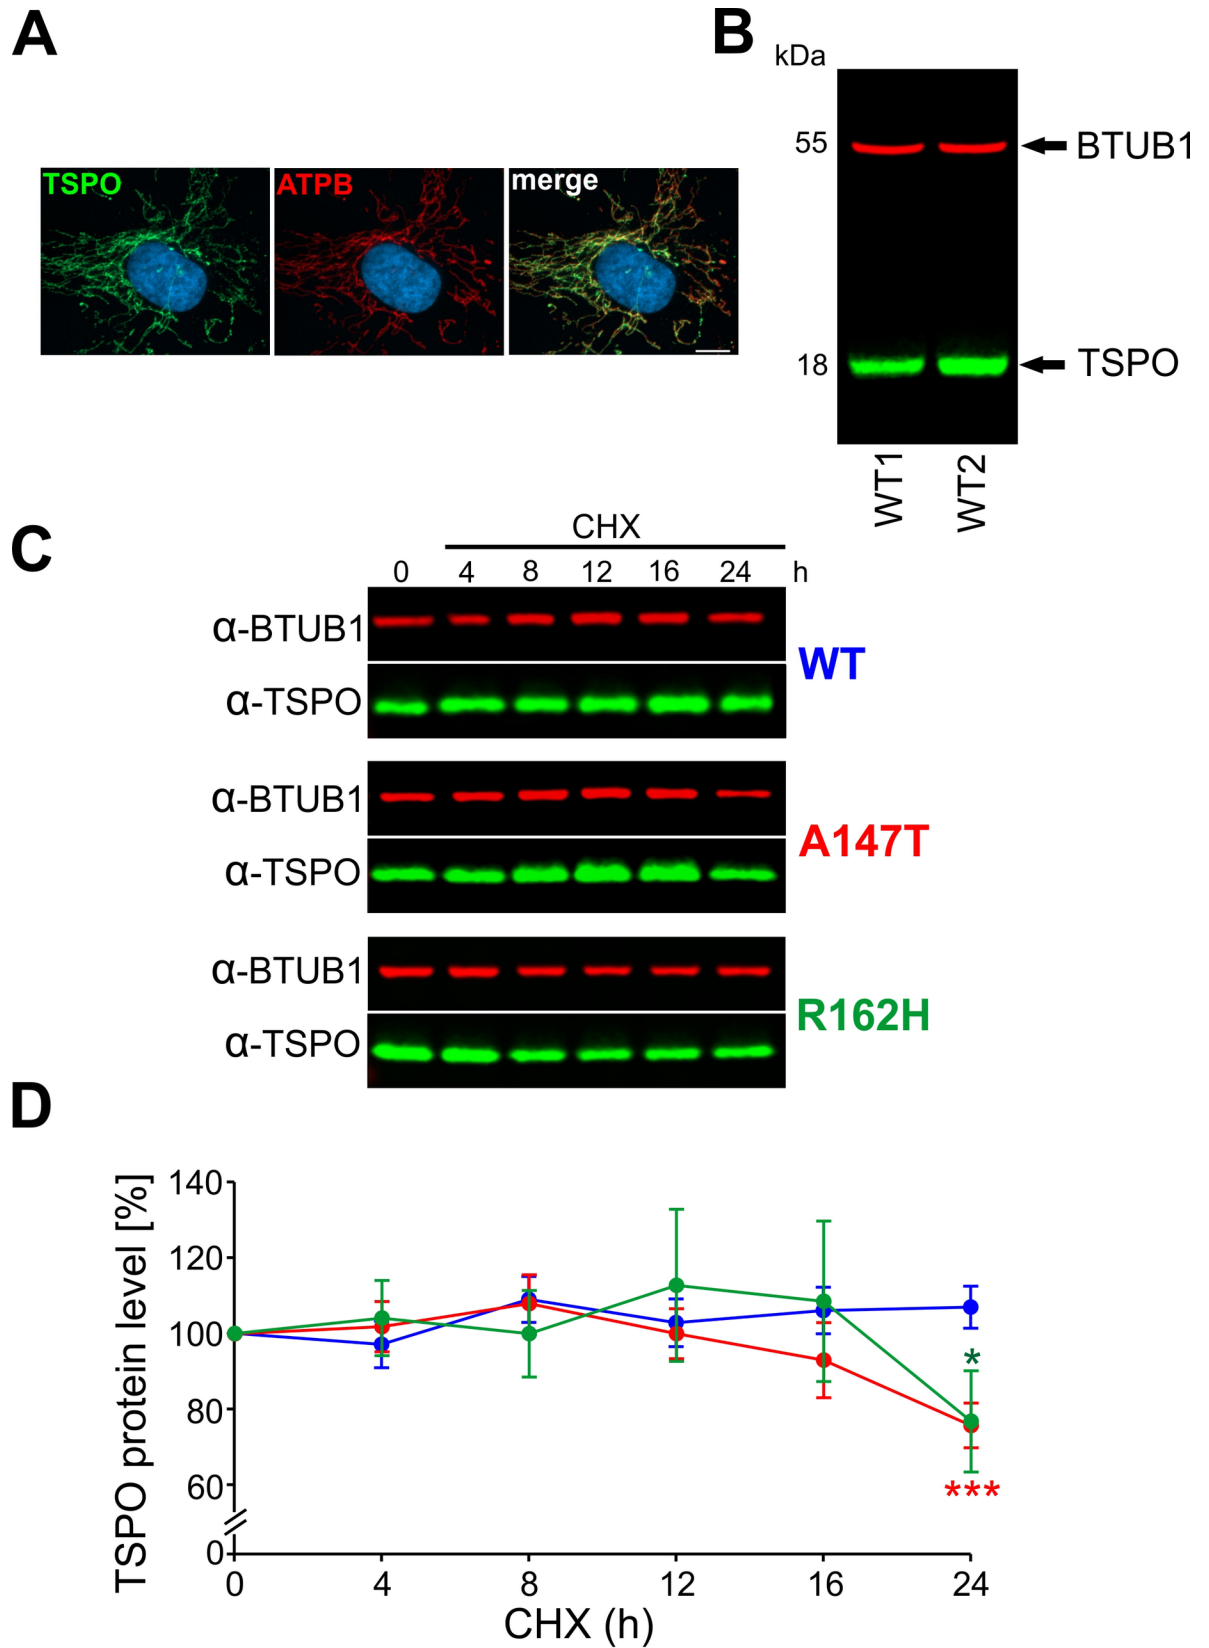 A
B
kDa
TSPO
ATPB
merge
55
BTUB1
18
TSPO
WT1
WT2
C
CHX
0 4 8 12 16 24 h
α-BTUB1
WT
α-TSPO
α-BTUB1
A147T
α-TSPO
α-BTUB1
R162H
α-TSPO
D
TSPO protein level [%]
140
120
100
80
60
0
*
***
0 4 8 12 16 24
CHX (h)